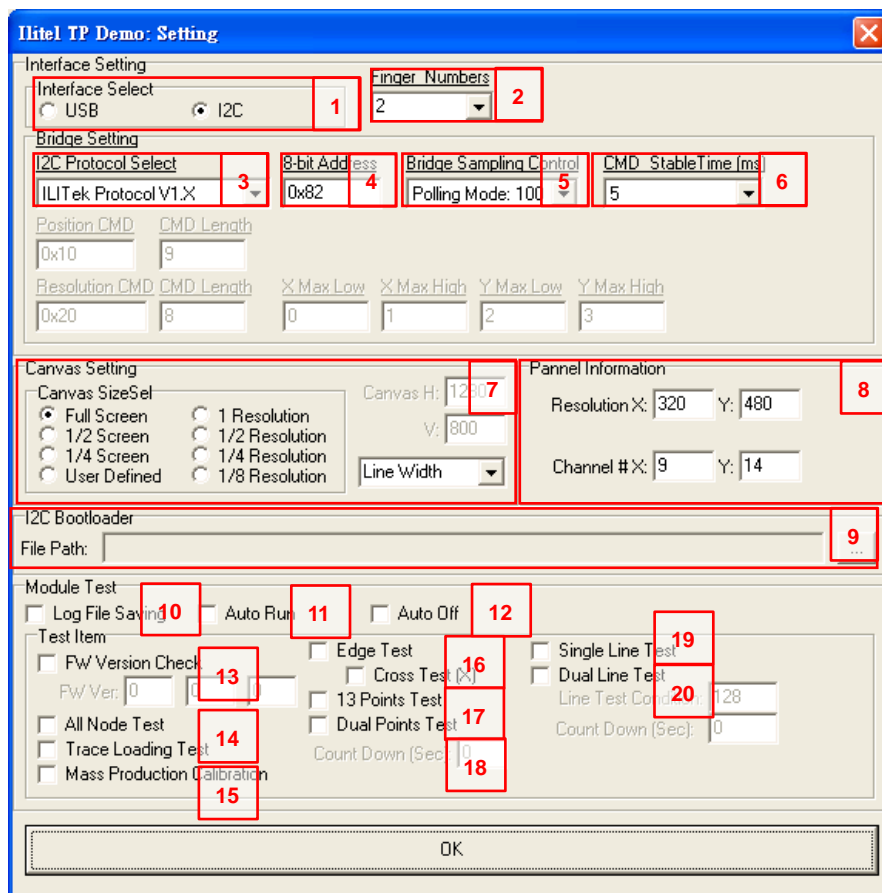 Ilitel TP Demo: Setting
Interface Setting
Interface Select
USB I2C 1
Finger Numbers
2 2
Bridge Setting
I2C Protocol Select 8-bit Address Bridge Sampling Control CMD StableTime (ms)
ILITek Protocol V1.X 3 0x82 4 Polling Mode: 100 5 5 6
Position CMD CMD Length
0x10 9
Resolution CMD CMD Length X Max Low X Max High Y Max Low Y Max High
0x20 8 0 1 2 3
Canvas Setting
Canvas SizeSel
Full Screen 1 Resolution
1/2 Screen 1/2 Resolution
1/4 Screen 1/4 Resolution
User Defined 1/8 Resolution
Canvas H: 1280 7
V: 800
Line Width
Pannel Information 8
Resolution X: 320 Y: 480
Channel # X: 9 Y: 14
I2C Bootloader
File Path: ... 9
Module Test
Log File Saving 10 Auto Run 11 Auto Off 12
Test Item
FW Version Check 13
FW Ver: 0 0 0
All Node Test 14
Trace Loading Test
Mass Production Calibration
15
Edge Test
Cross Test (X) 16
13 Points Test
Dual Points Test 17
Count Down (Sec): 0 18
Single Line Test 19
Dual Line Test 20
Line Test Condition: 128
Count Down (Sec): 0
OK